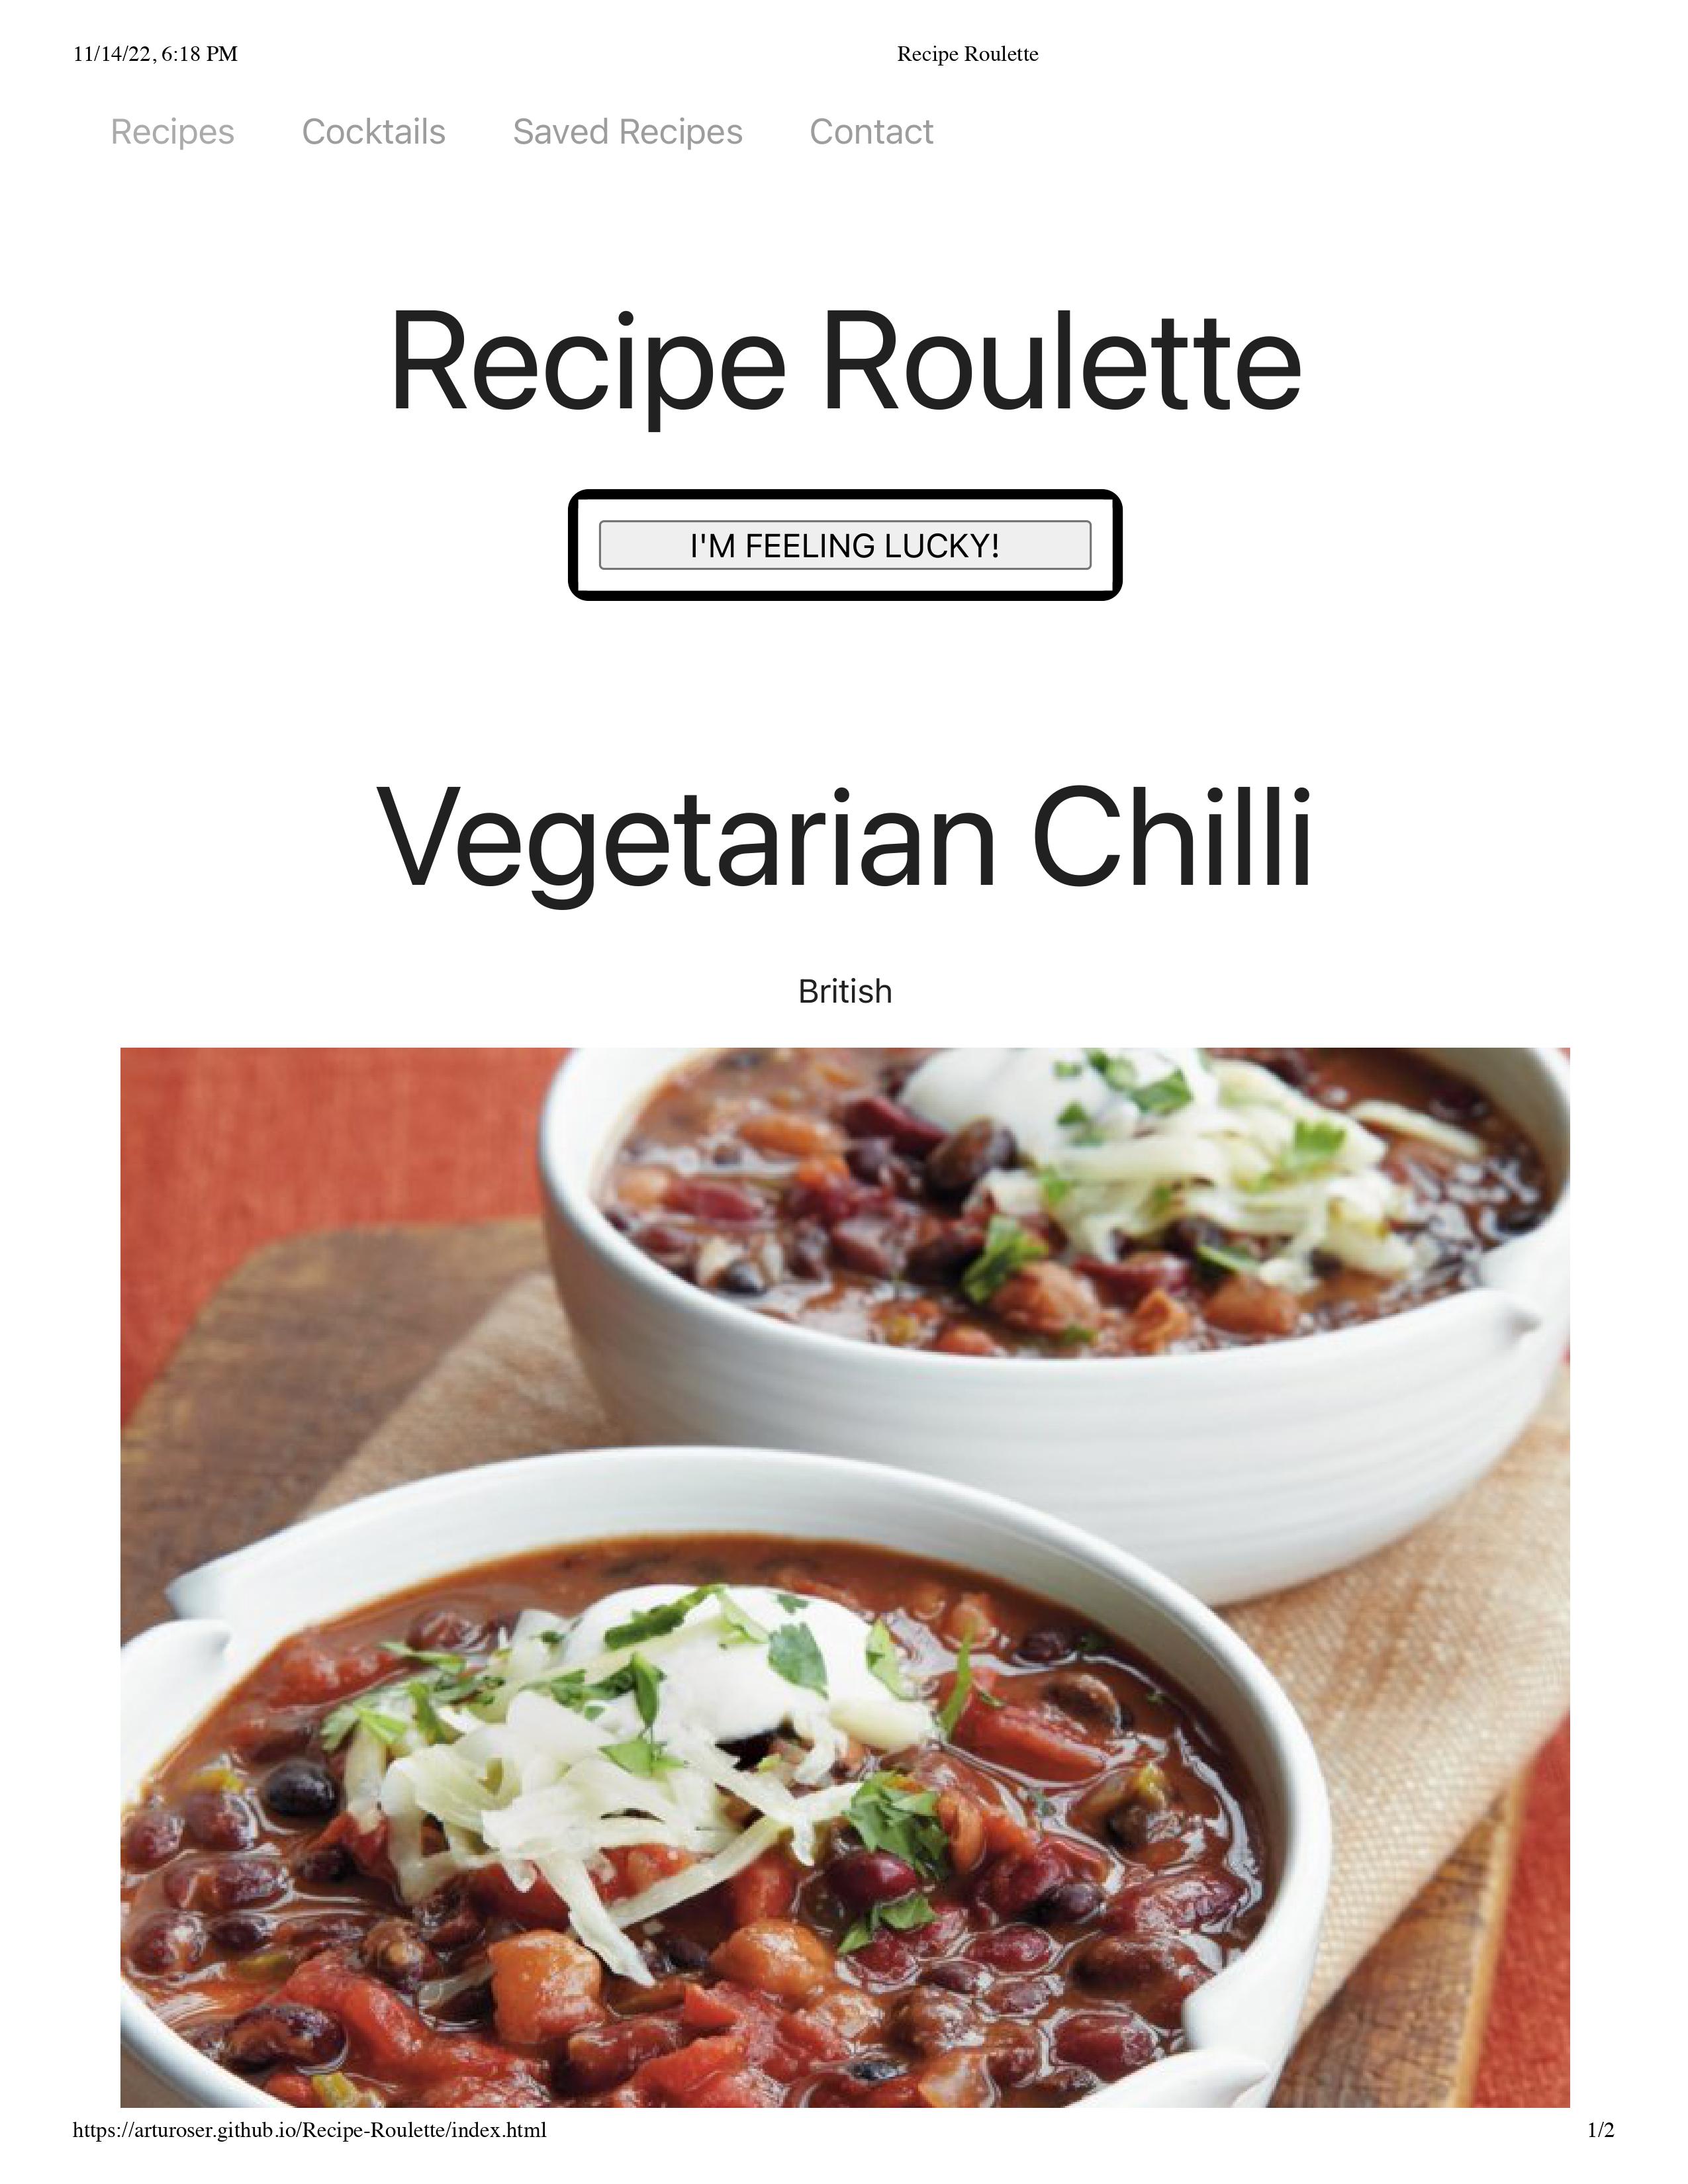 11/14/22, 6:18 PM Recipe Roulette
Recipes Cocktails Saved Recipes Contact
Recipe Roulette
I'M FEELING LUCKY!
Vegetarian Chilli
British
https://arturoser.github.io/Recipe-Roulette/index.html 1/2